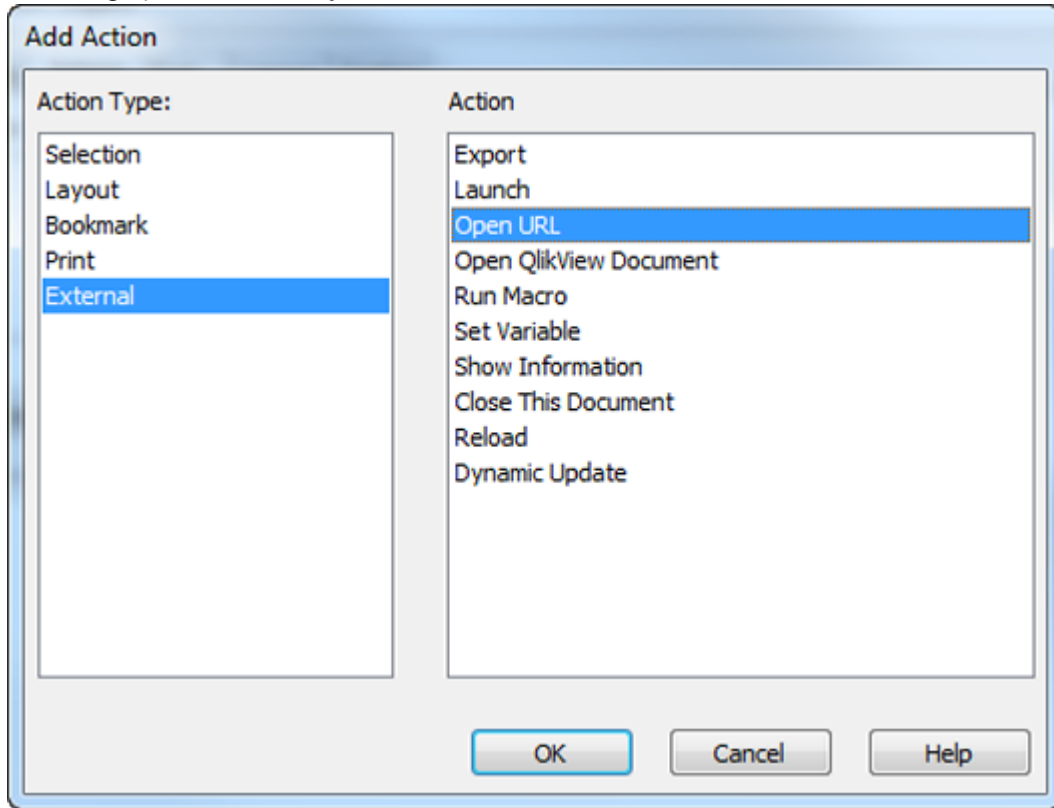 Add Action
Action Type:
Selection
Layout
Bookmark
Print
External
Action
Export
Launch
Open URL
Open QlikView Document
Run Macro
Set Variable
Show Information
Close This Document
Reload
Dynamic Update
OK
Cancel
Help